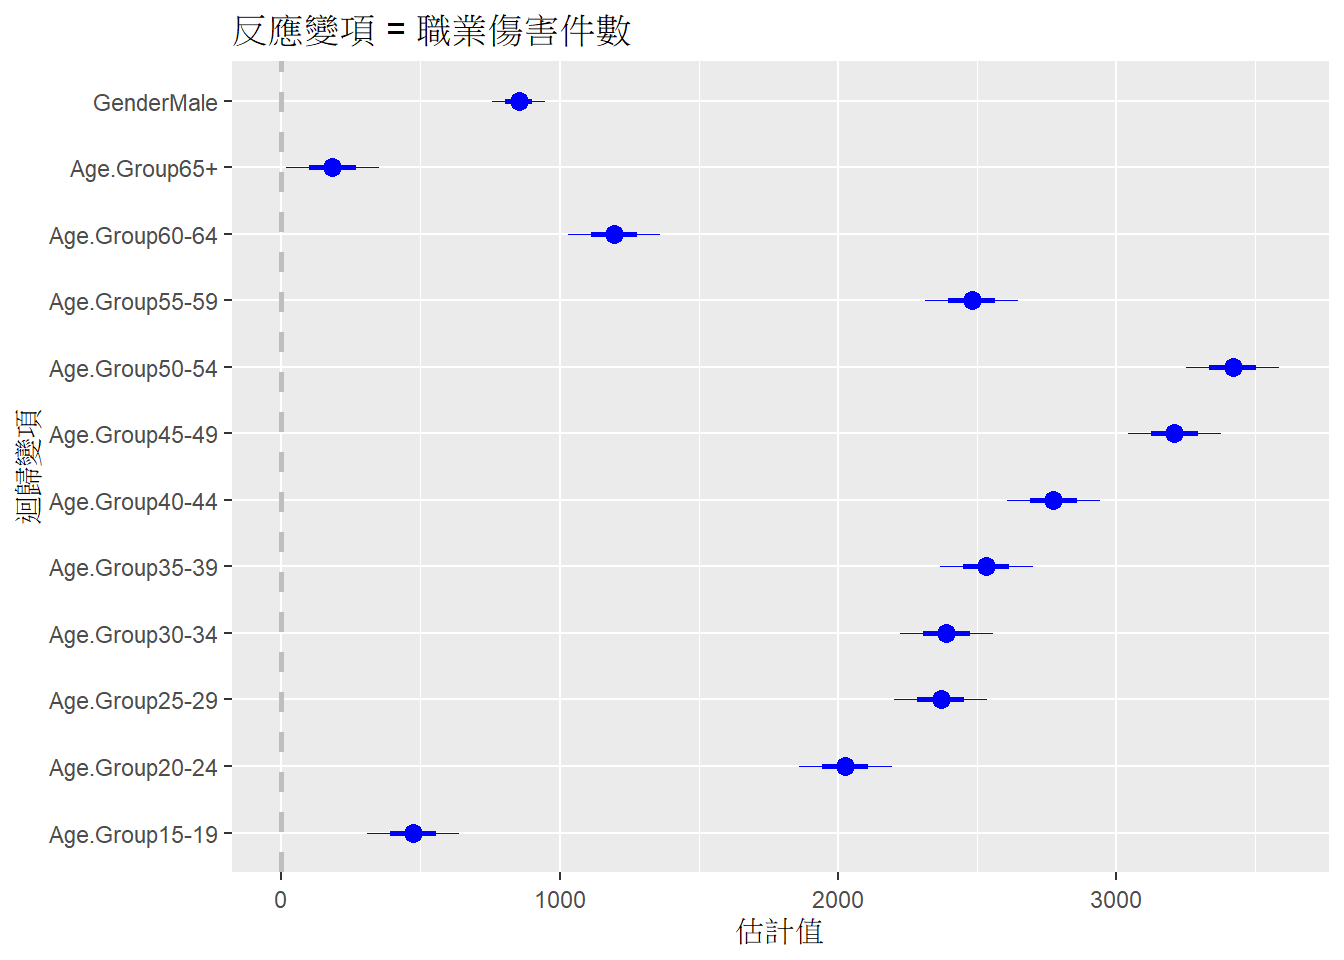 反應變項 = 職業傷害件數
迴歸變項
GenderMale
Age.Group65+
Age.Group60-64
Age.Group55-59
Age.Group50-54
Age.Group45-49
Age.Group40-44
Age.Group35-39
Age.Group30-34
Age.Group25-29
Age.Group20-24
Age.Group15-19
0 1000 2000 3000
估計值